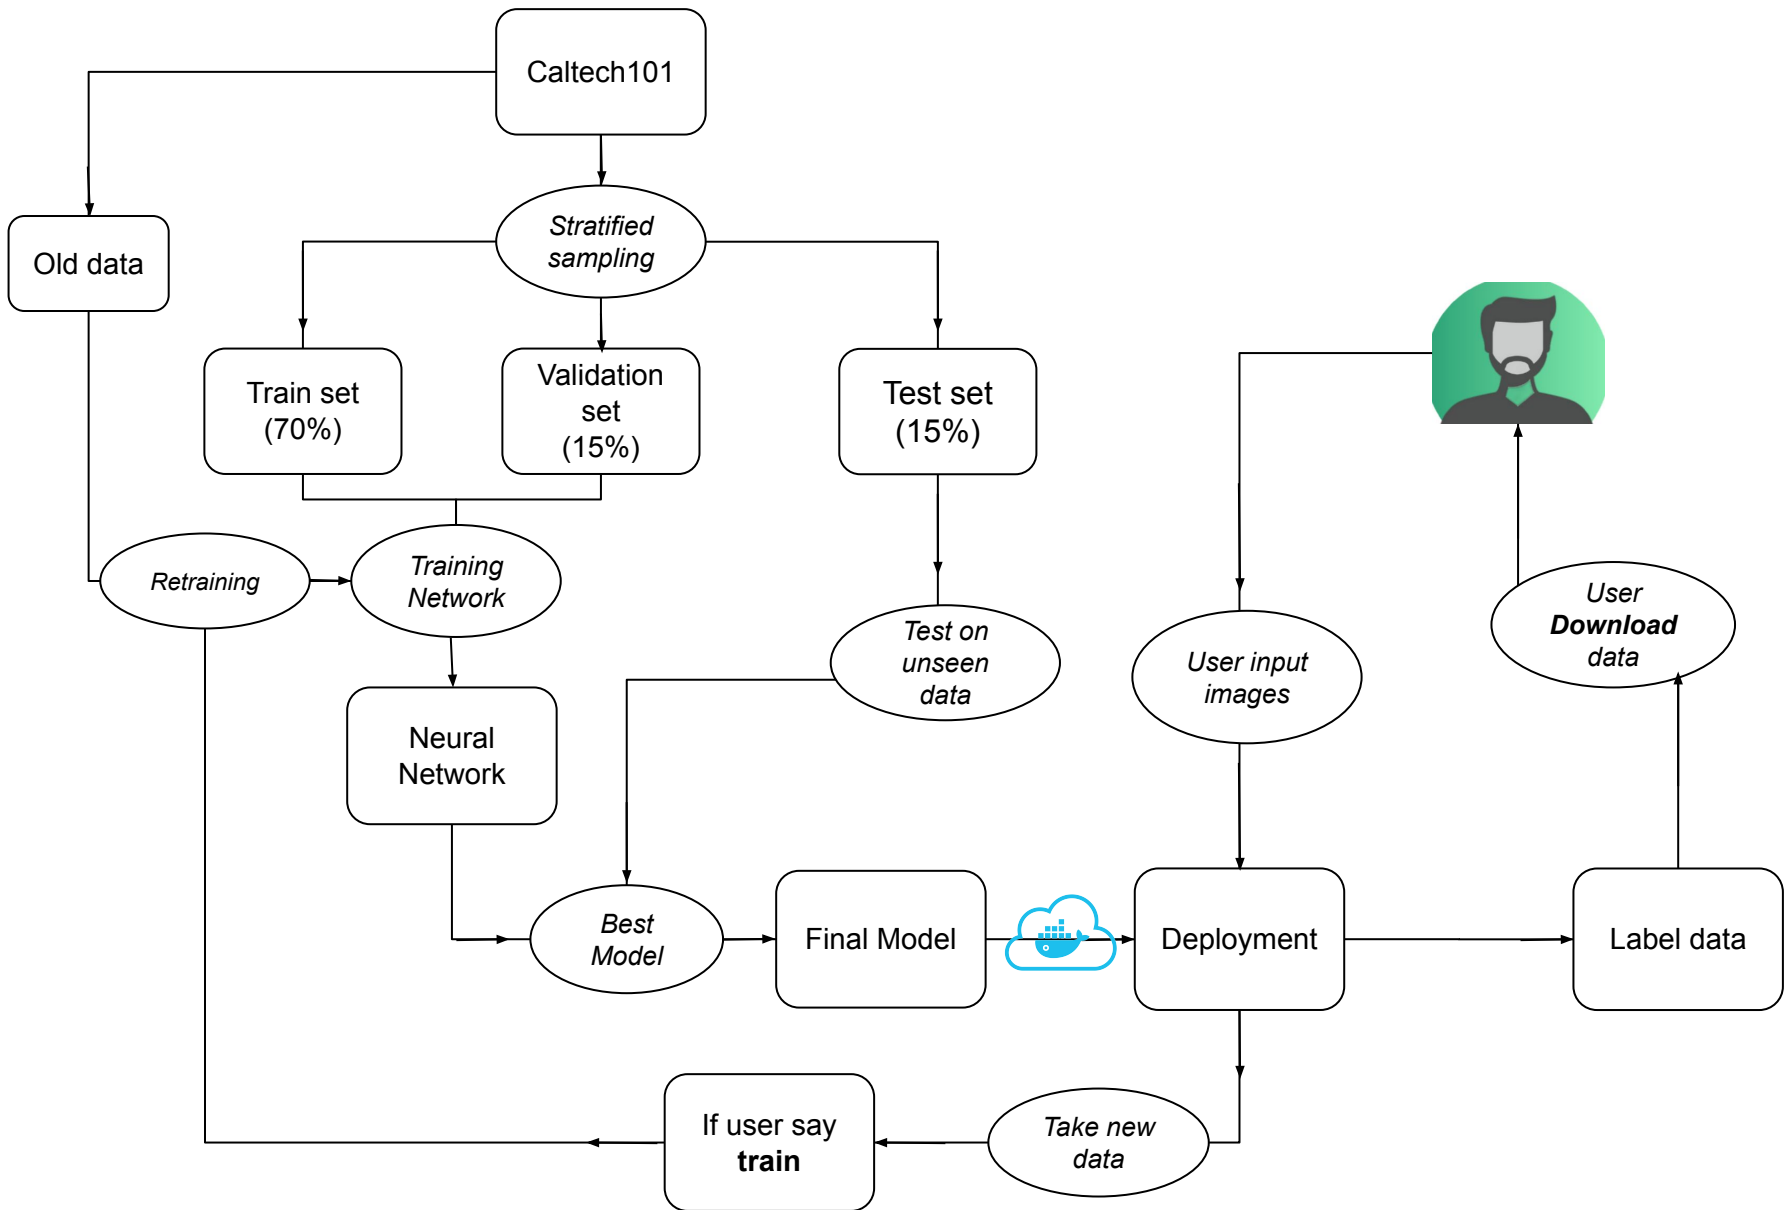 Caltech101
Stratified
sampling
Old data
Train set
(70%)
Validation
set
(15%)
Test set
(15%)
Retraining
Training
Network
Test on
unseen
data
User input
images
User
Download
data
Neural
Network
Best
Model
Final Model
Deployment
Label data
If user say
train
Take new
data